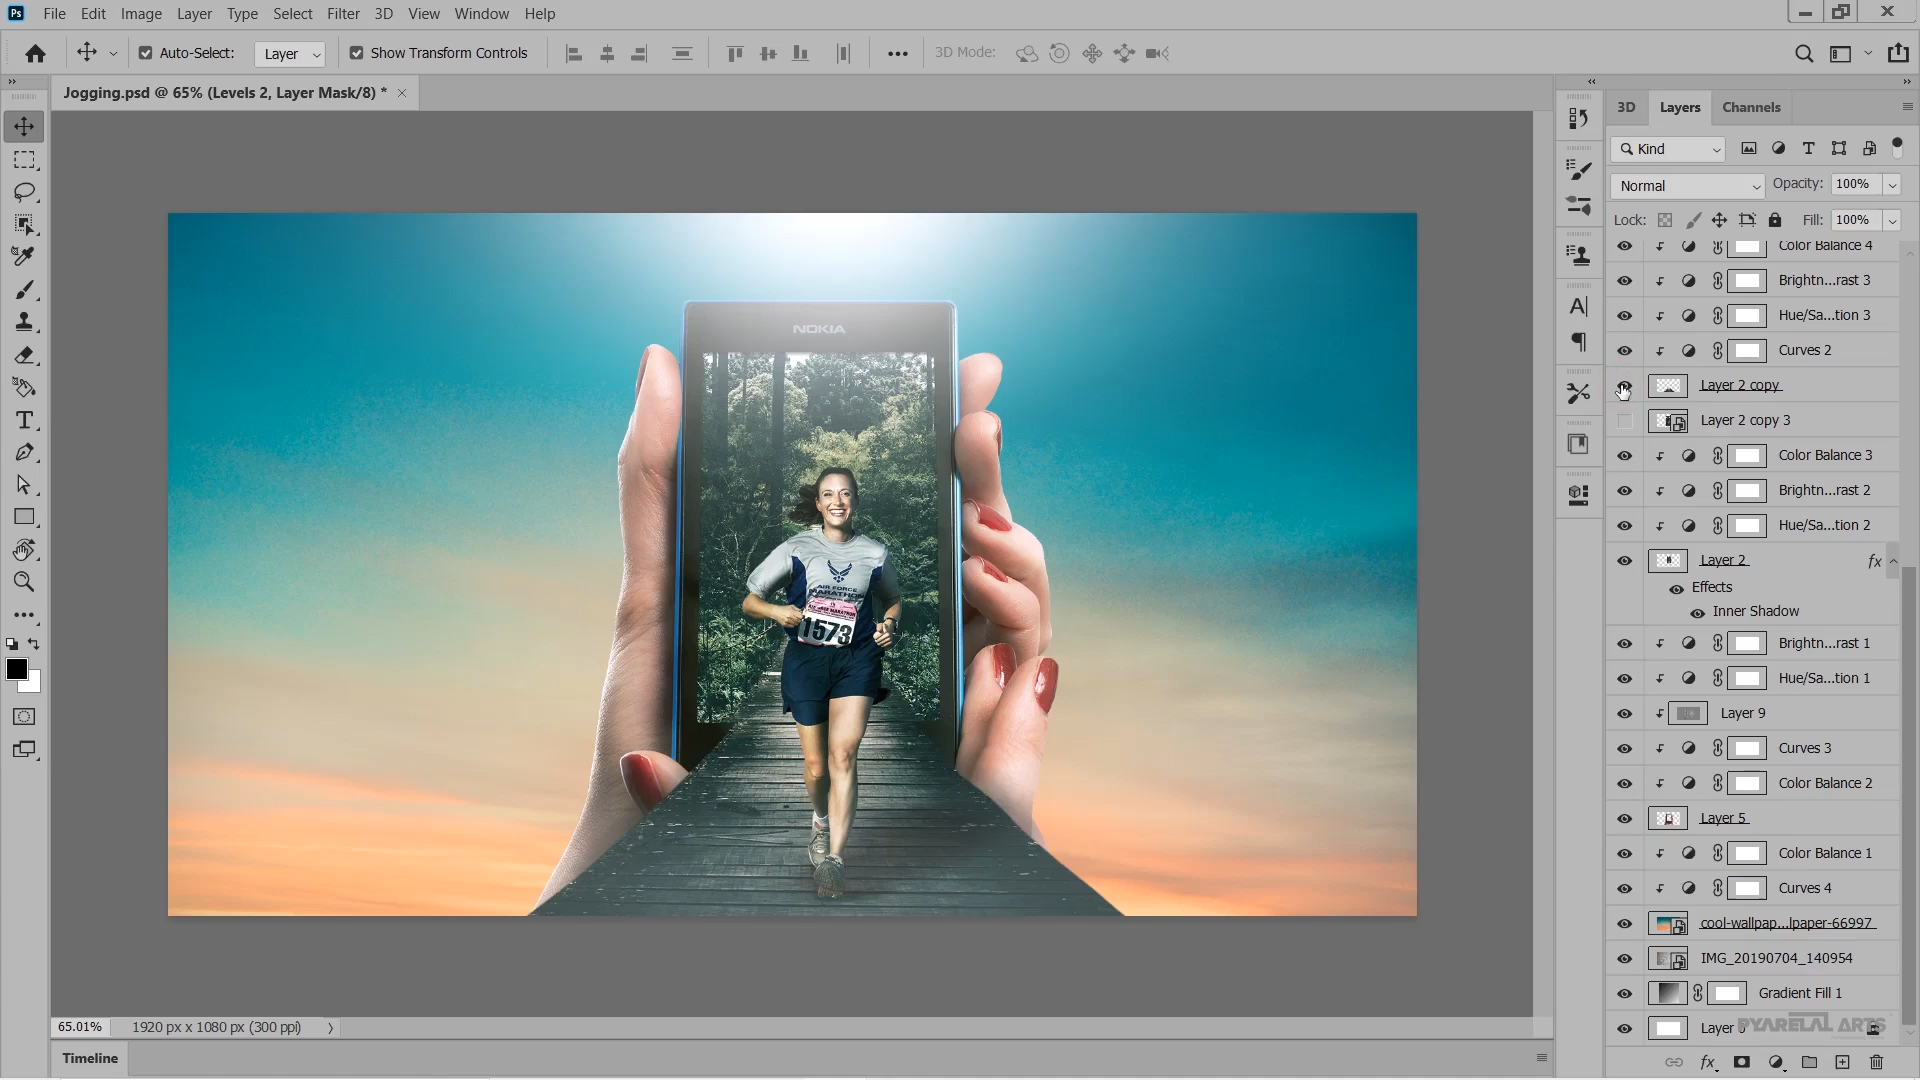 Ps File Edit Image Layer Type Select Filter 3D View Window Help
Auto-Select: Layer Show Transform Controls 3D Mode:
Jogging.psd @ 65% (Levels 2, Layer Mask/8) *
3D Layers Channels
Kind
Normal Opacity: 100%
Lock: Fill: 100%
Color Balance 4
Brightn...rast 3
Hue/Sa...tion 3
Curves 2
Layer 2 copy
Layer 2 copy 3
Color Balance 3
Brightn...rast 2
Hue/Sa...tion 2
Layer 2 fx
Effects
Inner Shadow
Brightn...rast 1
Hue/Sa...tion 1
Layer 9
Curves 3
Color Balance 2
Layer 5
Color Balance 1
Curves 4
cool-wallpap...lpaper-66997
IMG_20190704_140954
Gradient Fill 1
Layer
PYARELAL ARTS
fx
NOKIA
AIR FORCE
MARATHON
AIR FORCE MARATHON
1573
65.01% 1920 px x 1080 px (300 ppi)
Timeline